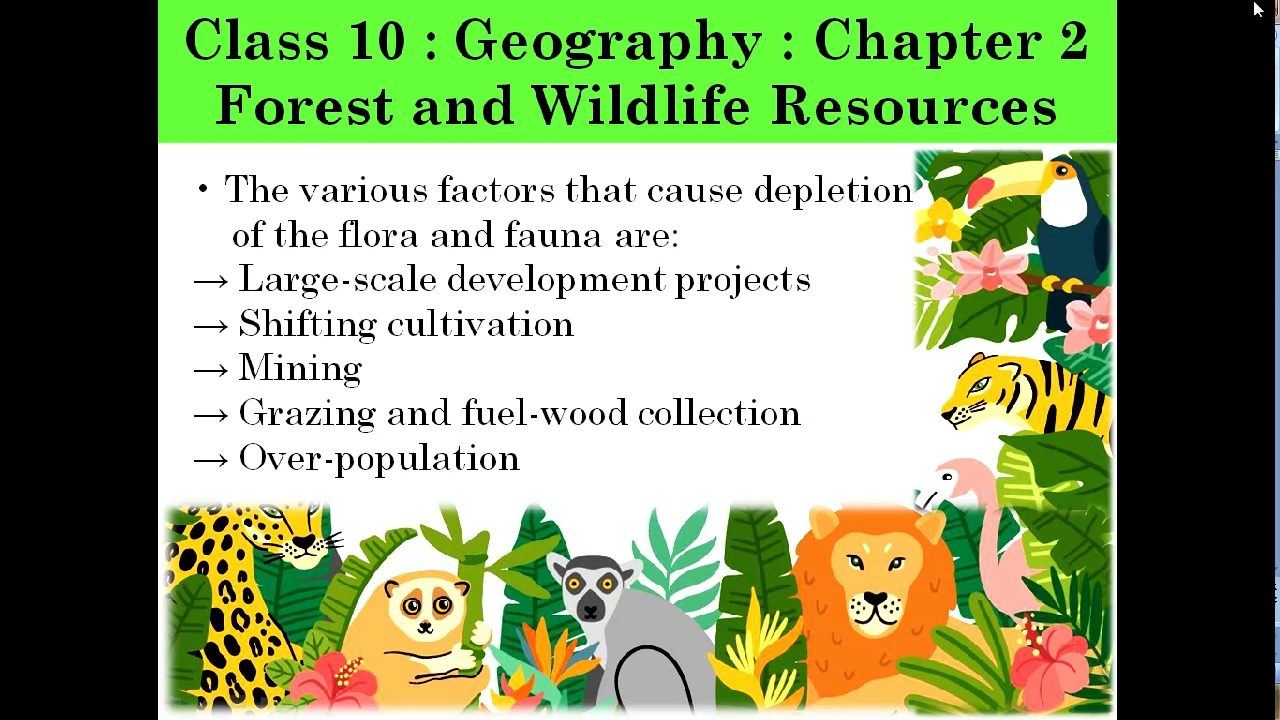 Class 10 : Geography : Chapter 2
Forest and Wildlife Resources
• The various factors that cause depletion
of the flora and fauna are:
→ Large-scale development projects
→ Shifting cultivation
→ Mining
→ Grazing and fuel-wood collection
→ Over-population